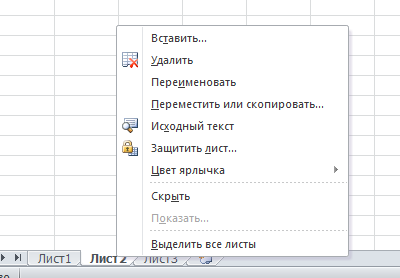 Вставить...
Удалить
Переименовать
Переместить или скопировать...
Исходный текст
Защитить лист...
Цвет ярлычка
Скрыть
Показать...
Выделить все листы
Лист1
Лист2
Лист3